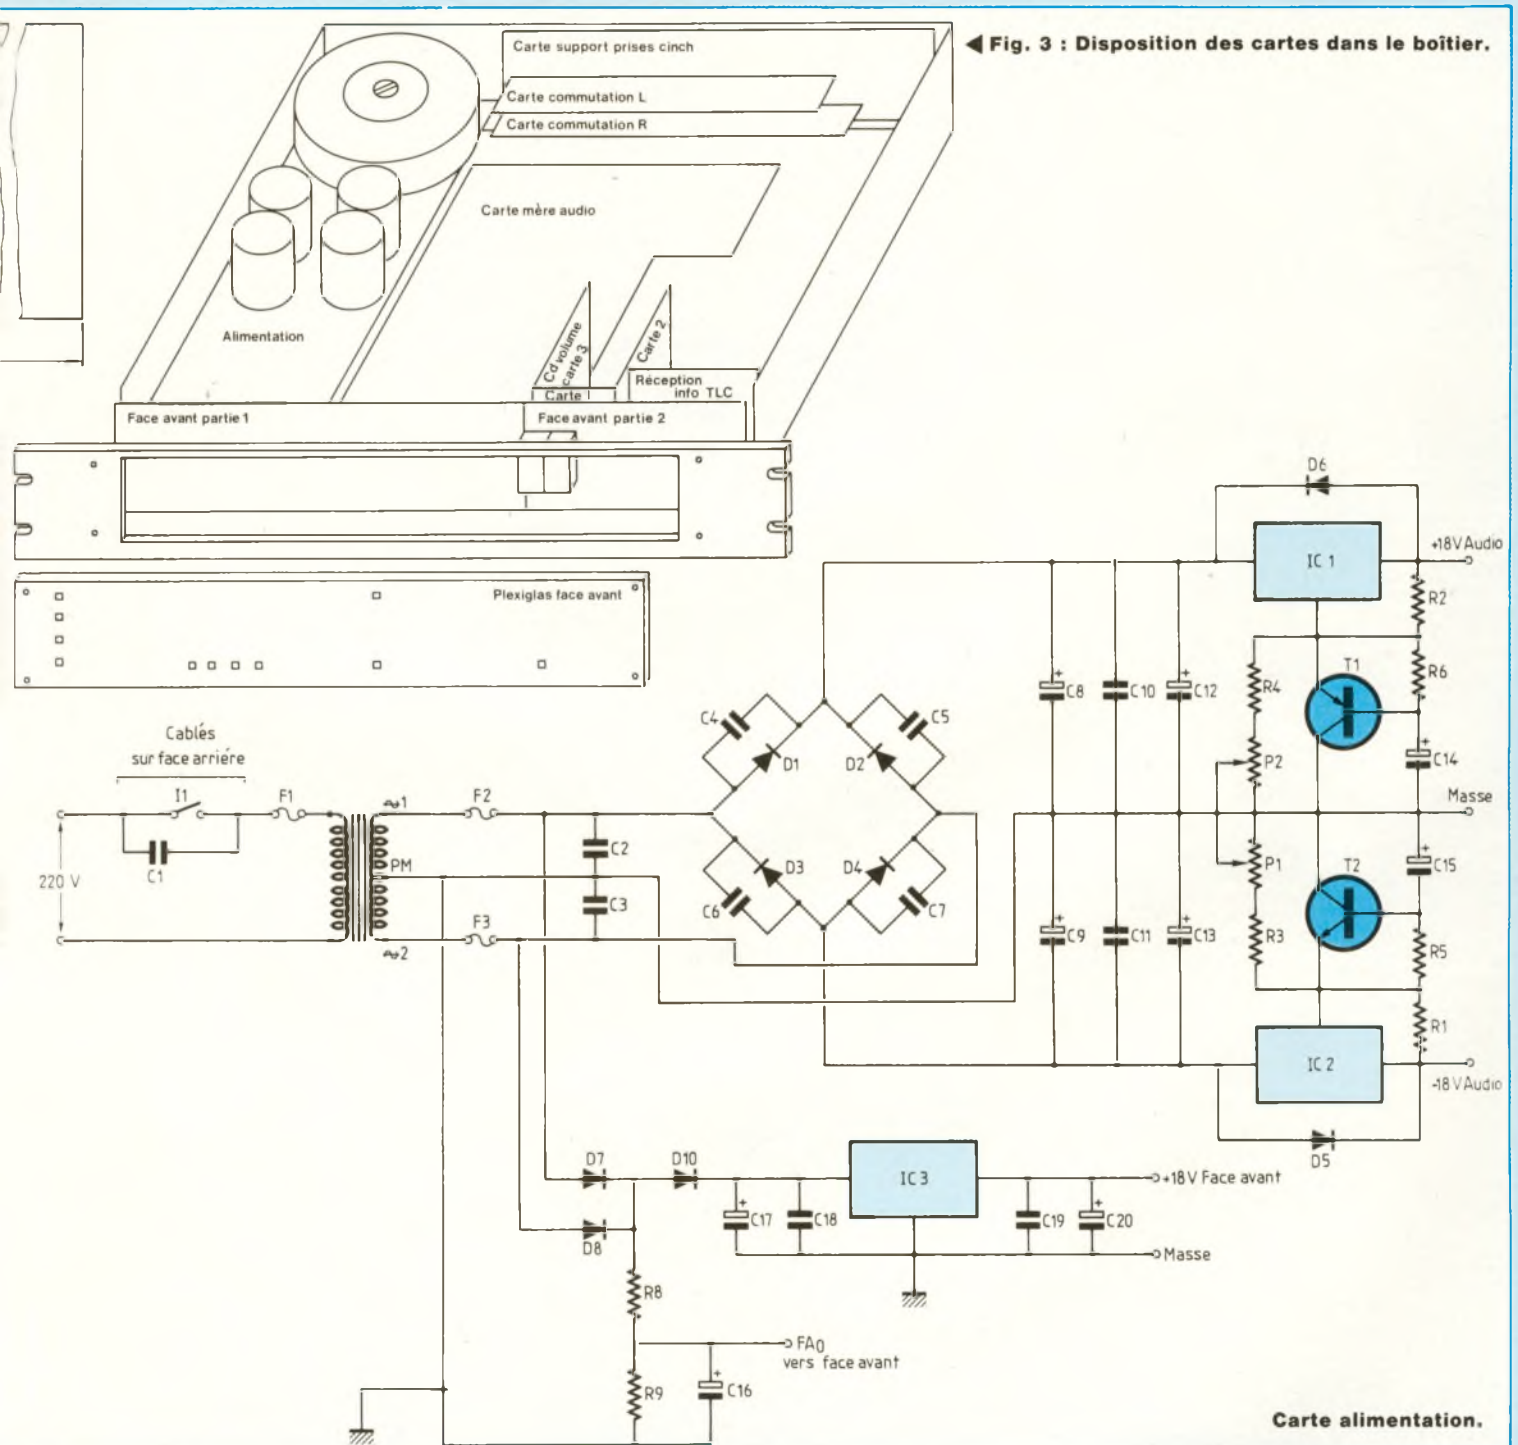 ◀ Fig. 3 : Disposition des cartes dans le boîtier.
Carte support prises cinch
Carte commutation L
Carte commutation R
Carte mère audio
Alimentation
Cd volume
carte 3
Carte 2
Carte 1
Réception
info TLC
Face avant partie 1
Face avant partie 2
Plexiglas face avant
Cablés
sur face arriére
I1
C1
220 V
F1
∿1
PM
∿2
F2
F3
C2
C3
C4
D1
C5
D2
C6
D3
C7
D4
C8
C10
C12
C9
C11
C13
D6
IC 1
+18V Audio
R2
R6
R4
T1
P2
C14
Masse
P1
T2
C15
R3
R5
R1
IC 2
-18V Audio
D5
D7
D10
D8
C17
C18
IC 3
C19
C20
+18V Face avant
Masse
R8
R9
C16
FA0
vers face avant
Carte alimentation.